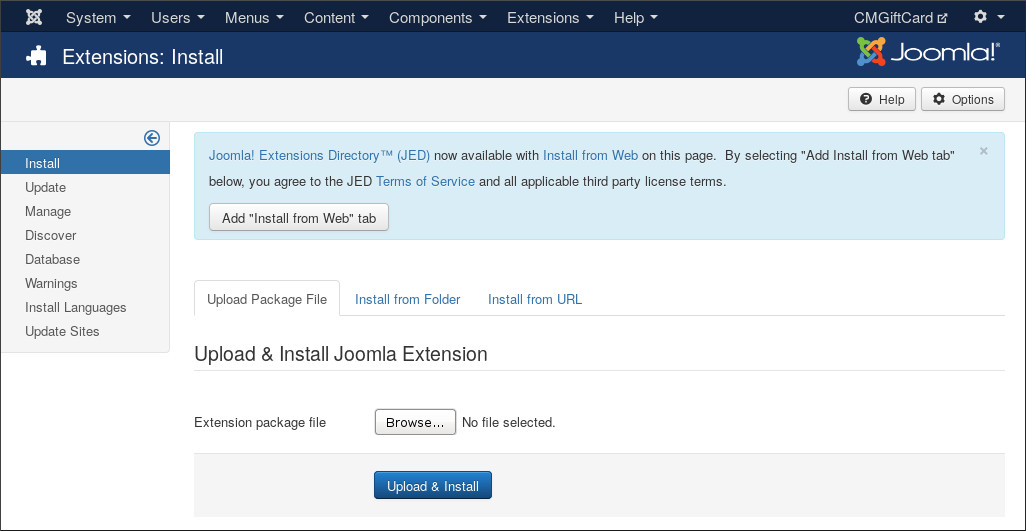 System Users Menus Content Components Extensions Help CMGiftCard
Extensions: Install Joomla!®
Help Options
Install
Update
Manage
Discover
Database
Warnings
Install Languages
Update Sites
Joomla! Extensions Directory™ (JED) now available with Install from Web on this page. By selecting "Add Install from Web tab" ×
below, you agree to the JED Terms of Service and all applicable third party license terms.
Add "Install from Web" tab
Upload Package File Install from Folder Install from URL
Upload & Install Joomla Extension
Extension package file Browse... No file selected.
Upload & Install